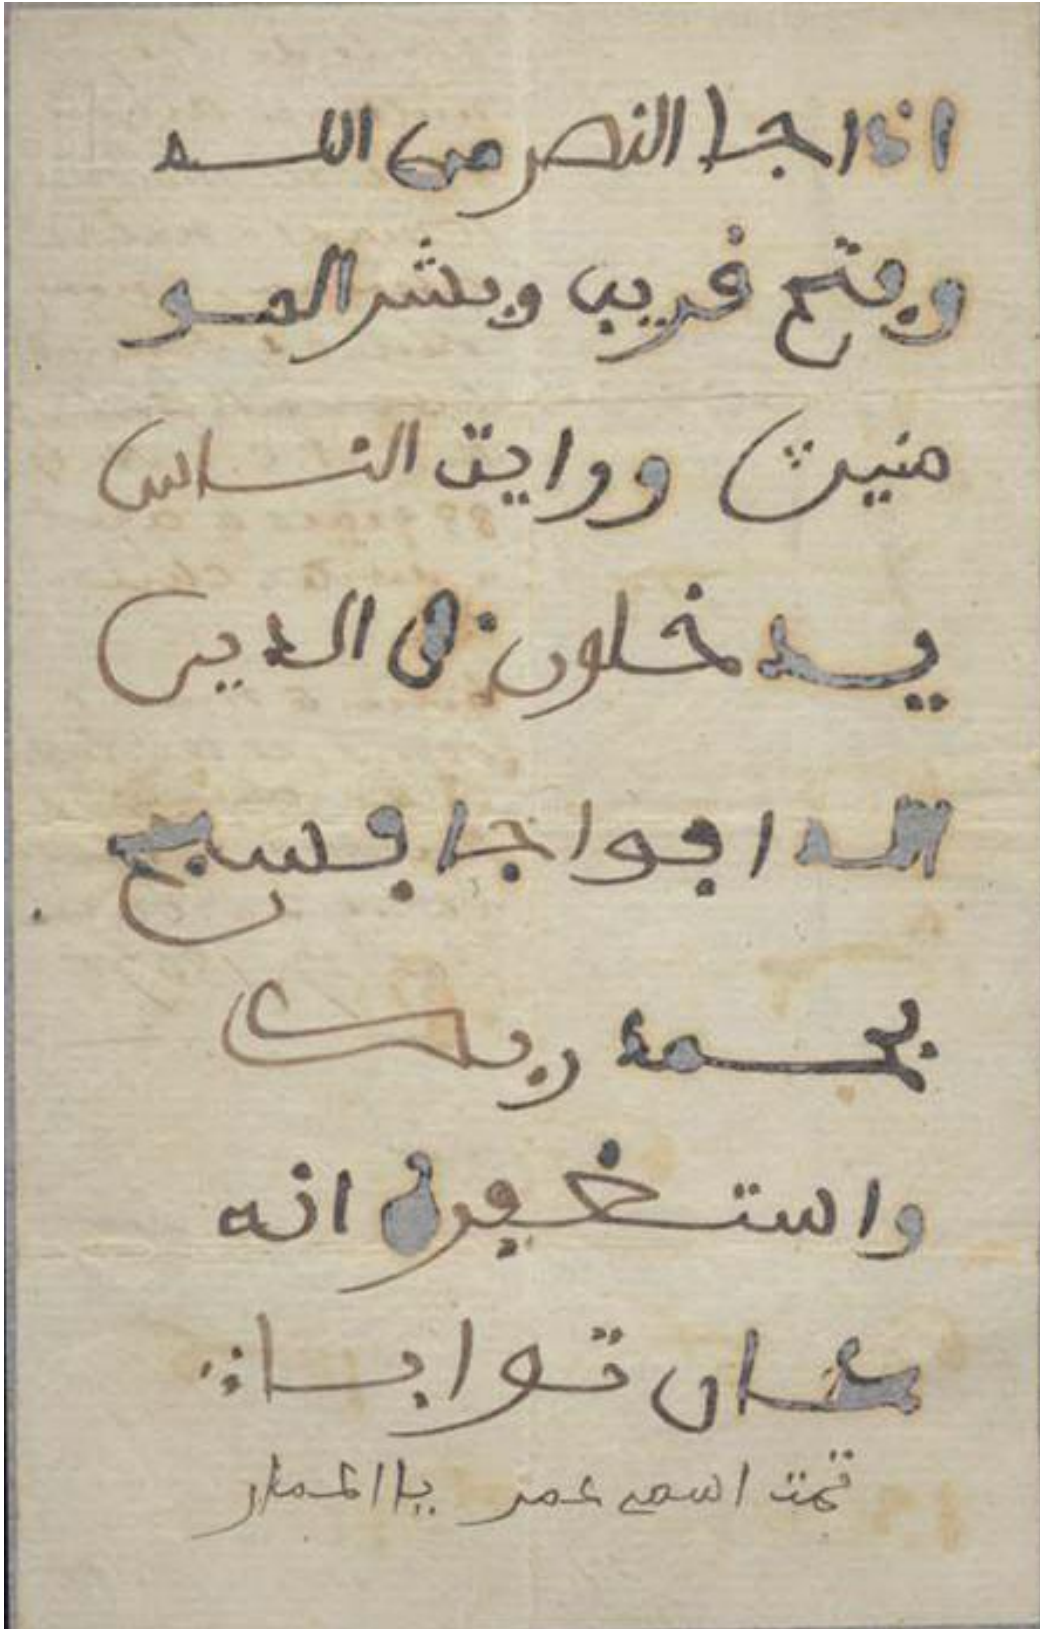 اذا جا النصر من الله
وفتح قريب وبشر المو
منين ورايت الناس
يدخلون في الدين
الله افواجا فسبح
بحمد ربك
واستغفره انه
كان توابا
تمت اسمي عمر